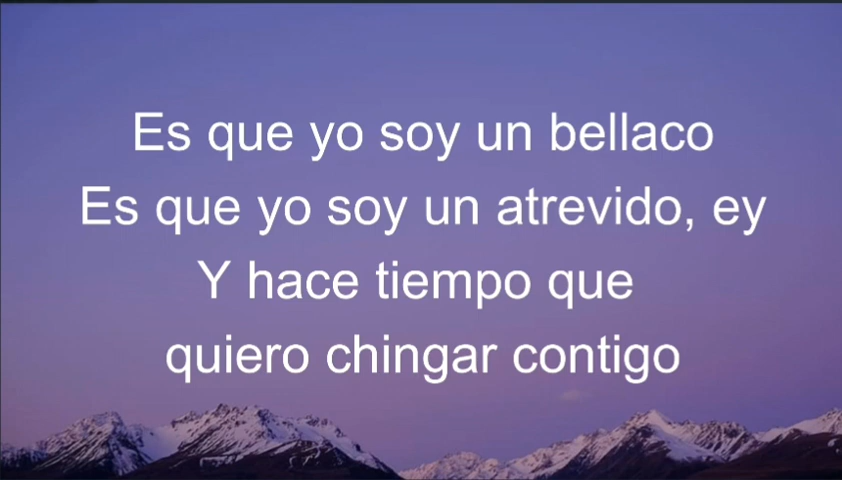 Es que yo soy un bellaco
Es que yo soy un atrevido, ey
Y hace tiempo que
quiero chingar contigo